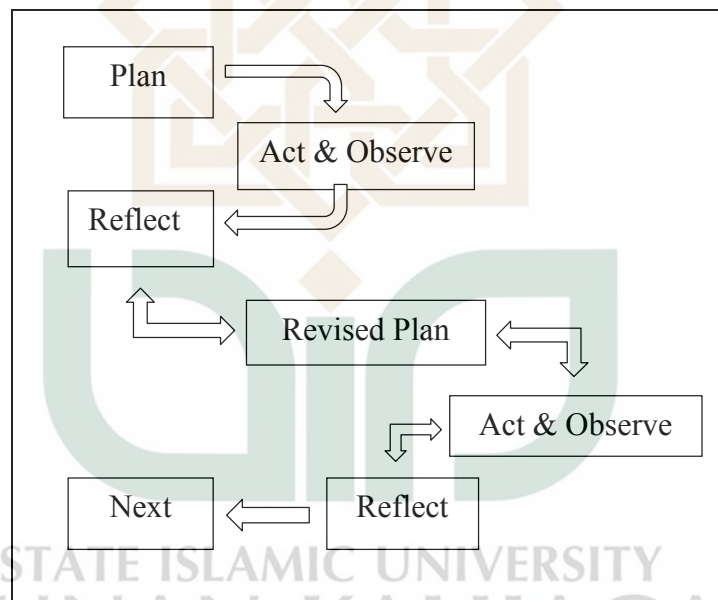 Plan
Act & Observe
Reflect
Revised Plan
Act & Observe
Reflect
Next
STATE ISLAMIC UNIVERSITY